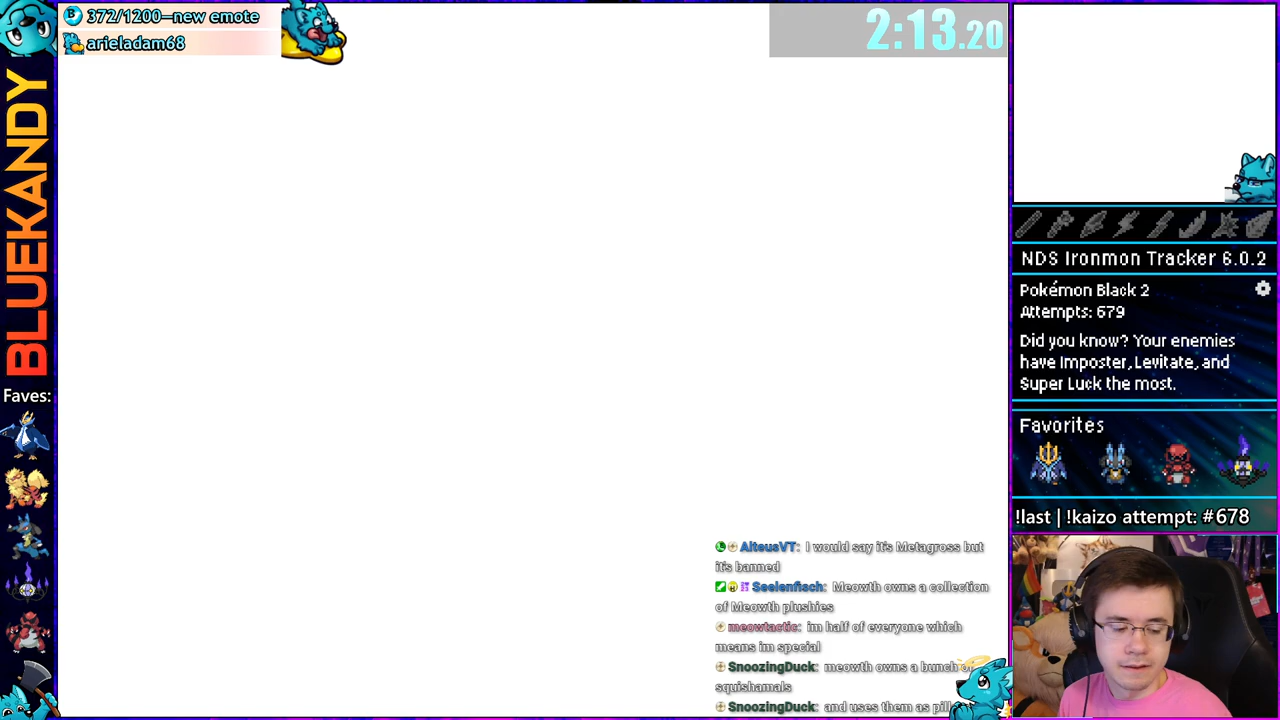 372/1200—new emote
arieladam68
2:13.20
BLUEKANDY
Faves:
NDS Ironmon Tracker 6.0.2
Pokémon Black 2
Attempts: 679
Did you know? Your enemies
have Imposter, Levitate, and
Super Luck the most.
Favorites
!last | !kaizo attempt: #678
AlteusVT: I would say it's Metagross but
it's banned
Seelenfisch: Meowth owns a collection
of Meowth plushies
meowtactic: im half of everyone which
means im special
SnoozingDuck: meowth owns a bunch of
squishamals
SnoozingDuck: and uses them as